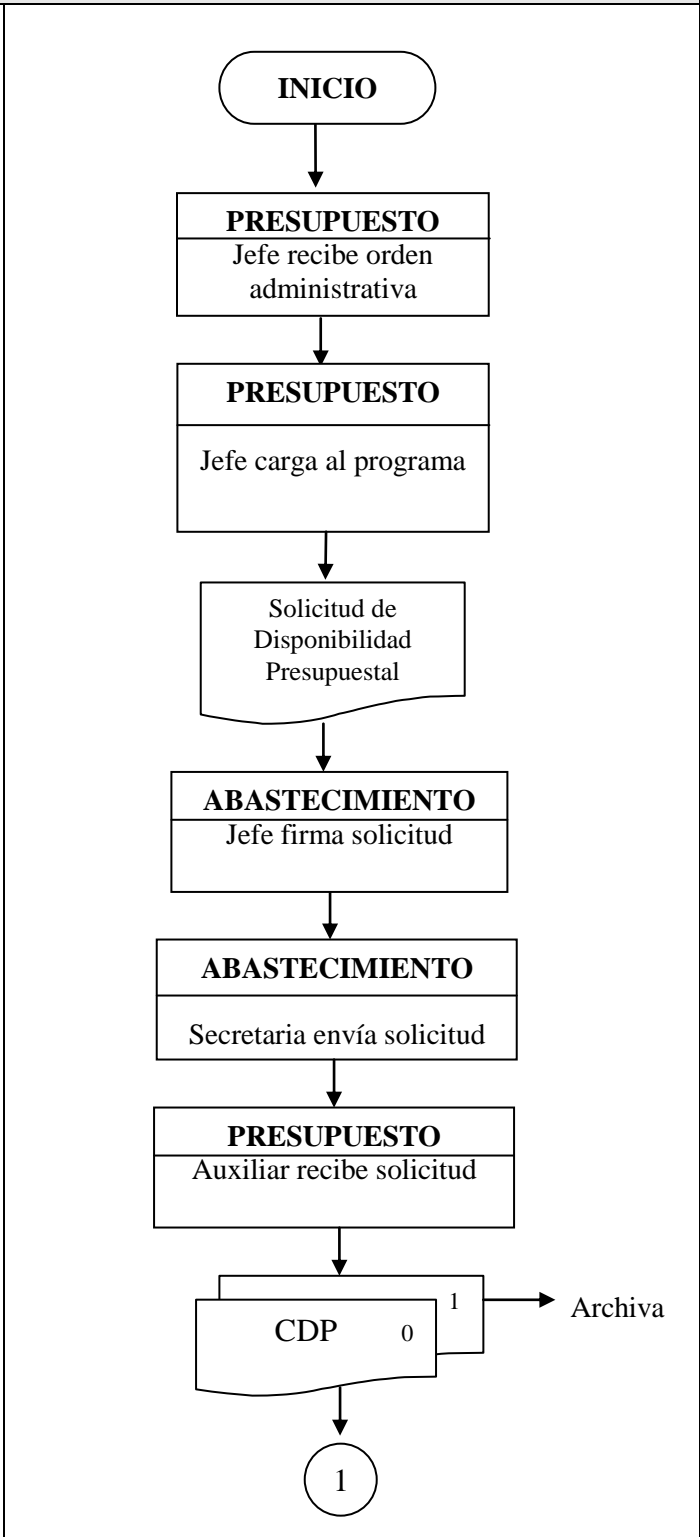 INICIO
PRESUPUESTO
Jefe recibe orden
administrativa
PRESUPUESTO
Jefe carga al programa
Solicitud de
Disponibilidad
Presupuestal
ABASTECIMIENTO
Jefe firma solicitud
ABASTECIMIENTO
Secretaria envía solicitud
PRESUPUESTO
Auxiliar recibe solicitud
1
Archiva
CDP 0
1